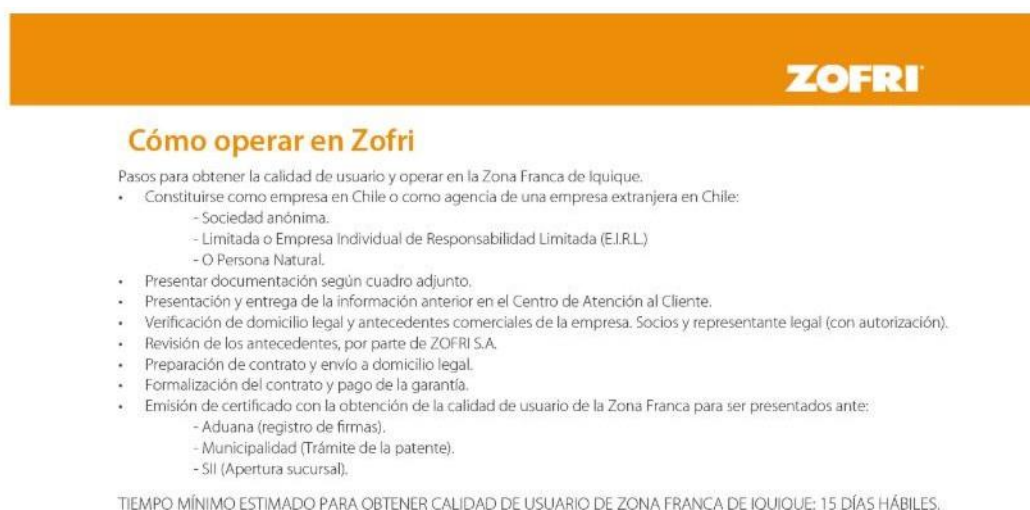 ZOFRI
Cómo operar en Zofri
Pasos para obtener la calidad de usuario y operar en la Zona Franca de Iquique.
• Constituirse como empresa en Chile o como agencia de una empresa extranjera en Chile:
- Sociedad anónima.
- Limitada o Empresa Individual de Responsabilidad Limitada (E.I.R.L.)
- O Persona Natural.
• Presentar documentación según cuadro adjunto.
• Presentación y entrega de la información anterior en el Centro de Atención al Cliente.
• Verificación de domicilio legal y antecedentes comerciales de la empresa. Socios y representante legal (con autorización).
• Revisión de los antecedentes, por parte de ZOFRI S.A.
• Preparación de contrato y envío a domicilio legal.
• Formalización del contrato y pago de la garantía.
• Emisión de certificado con la obtención de la calidad de usuario de la Zona Franca para ser presentados ante:
- Aduana (registro de firmas).
- Municipalidad (Trámite de la patente).
- SII (Apertura sucursal).
TIEMPO MÍNIMO ESTIMADO PARA OBTENER CALIDAD DE USUARIO DE ZONA FRANCA DE IQUIQUE: 15 DÍAS HÁBILES.